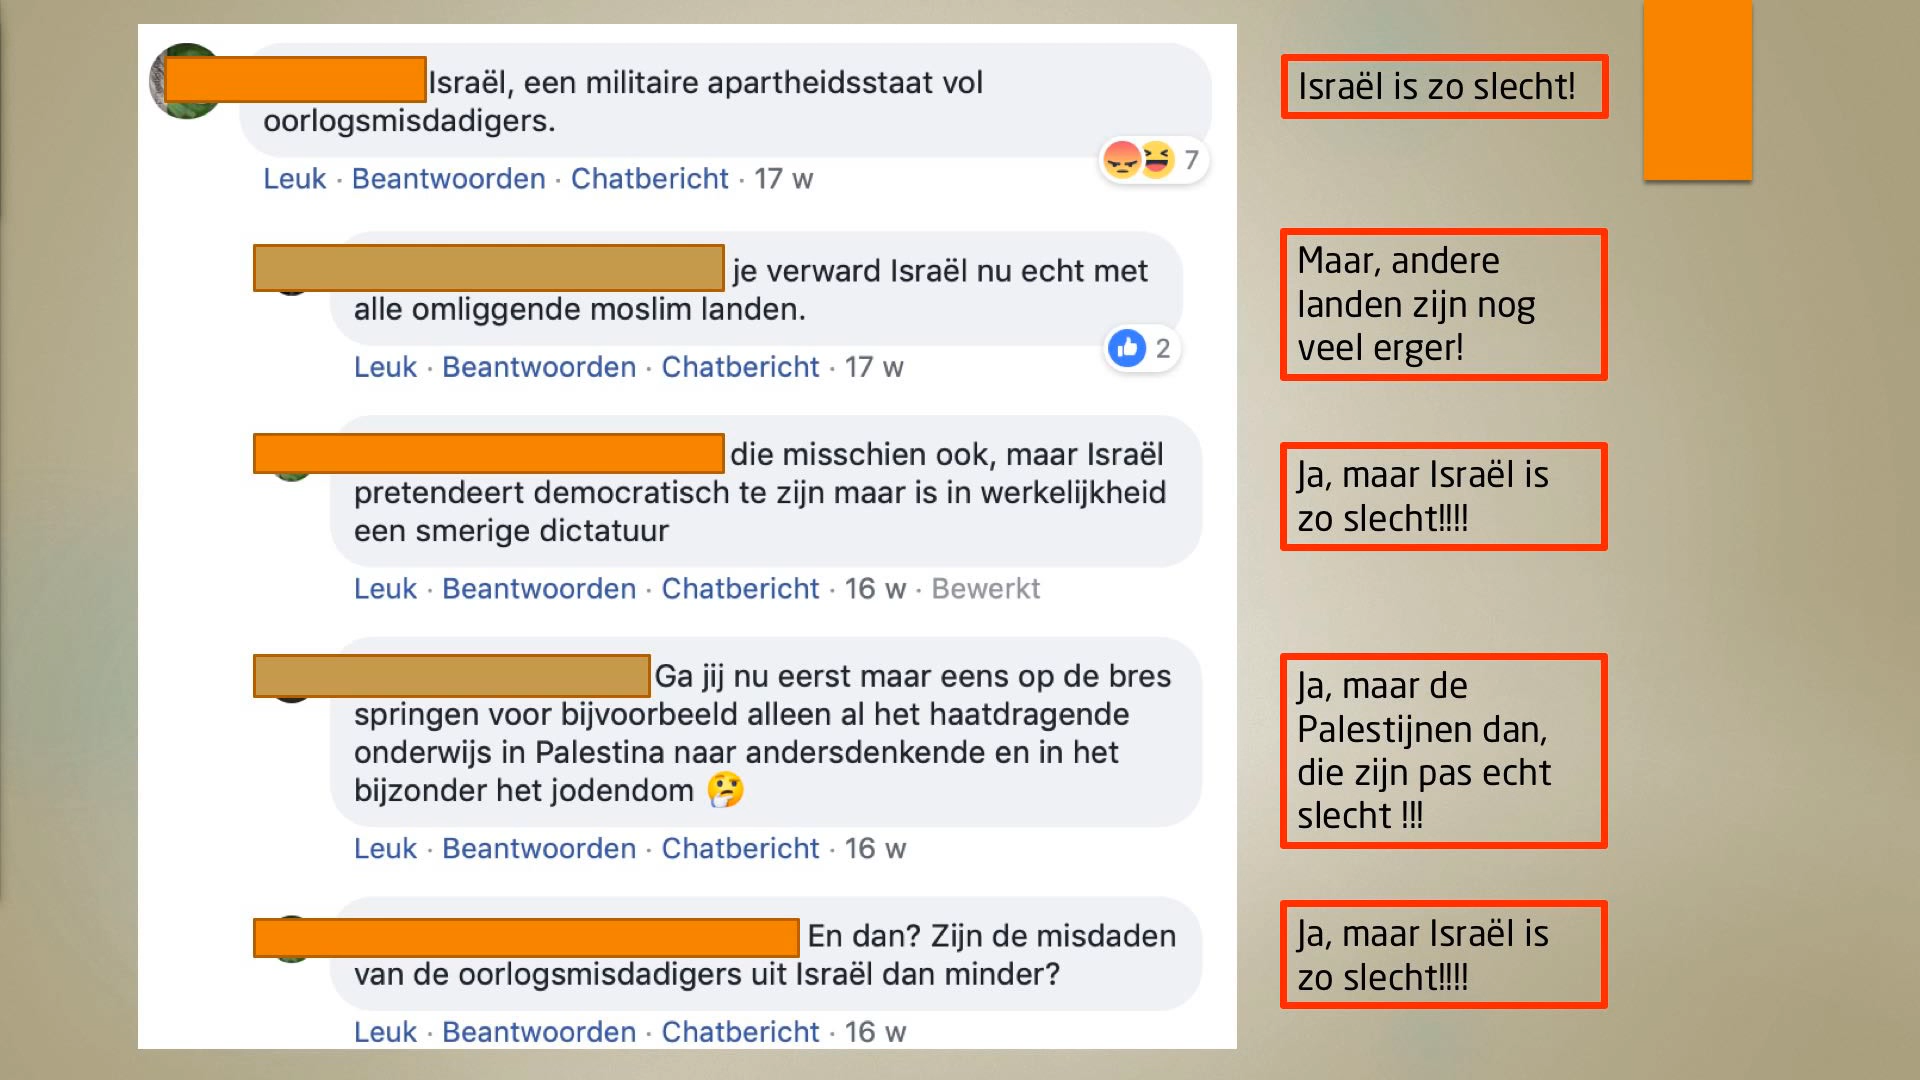 Israël, een militaire apartheidsstaat vol
oorlogsmisdadigers.
7
Leuk · Beantwoorden · Chatbericht · 17 w
Israël is zo slecht!
je verward Israël nu echt met
alle omliggende moslim landen.
2
Leuk · Beantwoorden · Chatbericht · 17 w
Maar, andere
landen zijn nog
veel erger!
die misschien ook, maar Israël
pretendeert democratisch te zijn maar is in werkelijkheid
een smerige dictatuur
Leuk · Beantwoorden · Chatbericht · 16 w · Bewerkt
Ja, maar Israël is
zo slecht!!!!
Ga jij nu eerst maar eens op de bres
springen voor bijvoorbeeld alleen al het haatdragende
onderwijs in Palestina naar andersdenkende en in het
bijzonder het jodendom 🤔
Leuk · Beantwoorden · Chatbericht · 16 w
Ja, maar de
Palestijnen dan,
die zijn pas echt
slecht !!!
En dan? Zijn de misdaden
van de oorlogsmisdadigers uit Israël dan minder?
Leuk · Beantwoorden · Chatbericht · 16 w
Ja, maar Israël is
zo slecht!!!!